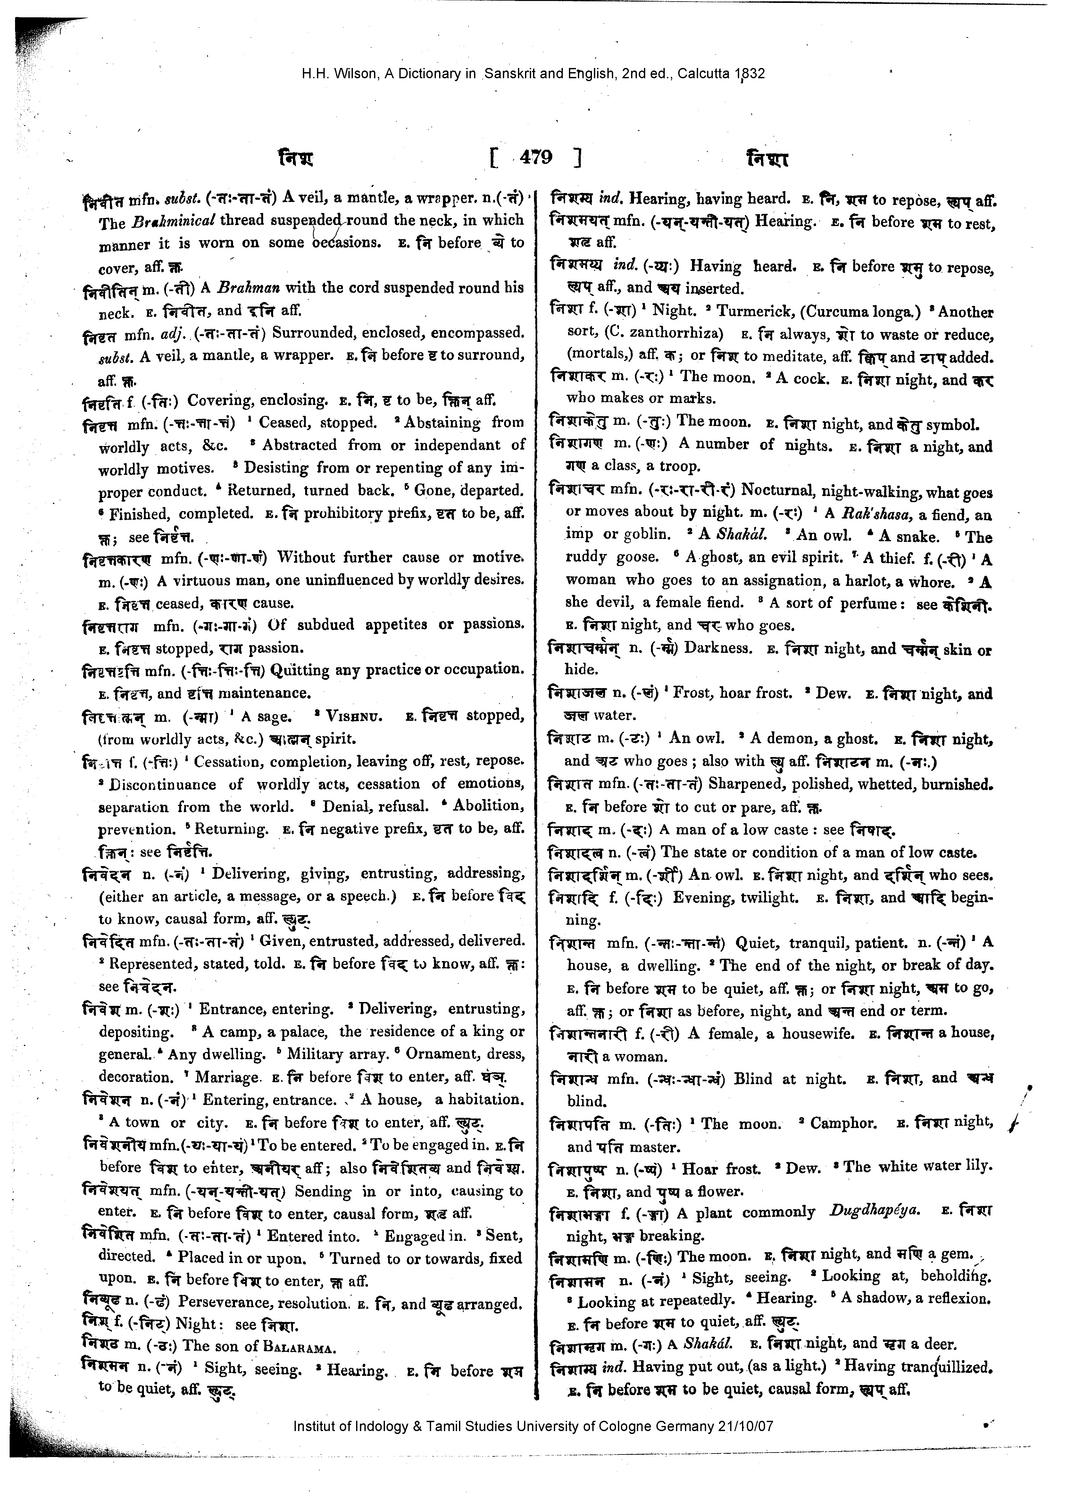 H.H. Wilson, A Dictionary in Sanskrit and English, 2nd ed., Calcutta 1832
निश्
[ 479 ]
निशा
निवीत mfn. subst. (-तः-ता-तं) A veil, a mantle, a wrapper. n.(-तं)
The Brahminical thread suspended round the neck, in which
manner it is worn on some occasions. E. नि before व्ये to
cover, aff. क्त.
निवीतिन् m. (-ती) A Brahman with the cord suspended round his
neck. E. निवीत, and इनि aff.
निवृत mfn. adj. (-तः-ता-तं) Surrounded, enclosed, encompassed.
subst. A veil, a mantle, a wrapper. E. नि before वृ to surround,
aff. क्त.
निवृति f. (-तिः) Covering, enclosing. E. नि, वृ to be, क्तिन् aff.
निवृत्त mfn. (-त्तः-त्ता-त्तं) ¹ Ceased, stopped. ² Abstaining from
worldly acts, &c. ³ Abstracted from or independant of
worldly motives. ³ Desisting from or repenting of any im-
proper conduct. ⁴ Returned, turned back. ⁵ Gone, departed.
⁶ Finished, completed. E. नि prohibitory prefix, वृत to be, aff.
क्त; see निर्वृत्त.
निवृत्तकारण mfn. (-णः-णा-णं) Without further cause or motive.
m. (-णः) A virtuous man, one uninfluenced by worldly desires.
E. निवृत्त ceased, कारण cause.
निवृत्तराग mfn. (-गः-गा-गं) Of subdued appetites or passions.
E. निवृत्त stopped, राग passion.
निवृत्तवृत्ति mfn. (-त्तिः-त्तिः-त्ति) Quitting any practice or occupation.
E. निवृत्त, and वृत्ति maintenance.
निवृत्तात्मन् m. (-त्मा) ¹ A sage. ² VISHNU. E. निवृत्त stopped,
(from worldly acts, &c.) आत्मन् spirit.
निवृत्ति f. (-त्तिः) ¹ Cessation, completion, leaving off, rest, repose.
² Discontinuance of worldly acts, cessation of emotions,
separation from the world. ³ Denial, refusal. ⁴ Abolition,
prevention. ⁵ Returning. E. नि negative prefix, वृत to be, aff.
क्तिन्: see निर्वृत्ति.
निवेदन n. (-नं) ¹ Delivering, giving, entrusting, addressing,
(either an article, a message, or a speech.) E. नि before विद्
to know, causal form, aff. ल्युट्.
निवेदित mfn. (-तः-ता-तं) ¹ Given, entrusted, addressed, delivered.
² Represented, stated, told. E. नि before विद् to know, aff. क्त:
see निवेदन.
निवेश m. (-शः) ¹ Entrance, entering. ² Delivering, entrusting,
depositing. ³ A camp, a palace, the residence of a king or
general. ⁴ Any dwelling. ⁵ Military array. ⁶ Ornament, dress,
decoration. ⁷ Marriage. E. नि before विश् to enter, aff. घञ्.
निवेशन n. (-नं) ¹ Entering, entrance. ² A house, a habitation.
³ A town or city. E. नि before विश् to enter, aff. ल्युट्.
निवेशनीय mfn.(-यः-या-यं) ¹ To be entered. ² To be engaged in. E. नि
before विश् to enter, अनीयर् aff; also निवेशितव्य and निवेश्य.
निवेशयत् mfn. (-यन्-यन्ती-यत्) Sending in or into, causing to
enter. E. नि before विश् to enter, causal form, शतृ aff.
निवेशित mfn. (-तः-ता-तं) ¹ Entered into. ² Engaged in. ³ Sent,
directed. ⁴ Placed in or upon. ⁵ Turned to or towards, fixed
upon. E. नि before विश् to enter, क्त aff.
निव्यूढ n. (-ढं) Perseverance, resolution. E. नि, and व्यूढ arranged.
निश् f. (-निट्) Night: see निशा.
निशठ m. (-ठः) The son of BALARAMA.
निशमन n. (-नं) ¹ Sight, seeing. ² Hearing. E. नि before शम
to be quiet, aff. ल्युट्.
निशम्य ind. Hearing, having heard. E. नि, शम to repose, ल्यप् aff.
निशमयत् mfn. (-यन्-यन्ती-यत्) Hearing. E. नि before शम to rest,
शतृ aff.
निशमय्य ind. (-य्यः) Having heard. E. नि before शमु to repose,
ल्यप् aff., and अय inserted.
निशा f. (-शा) ¹ Night. ² Turmerick, (Curcuma longa.) ³ Another
sort, (C. zanthorrhiza) E. नि always, शो to waste or reduce,
(mortals,) aff. क; or निश् to meditate, aff. क्विप् and टाप् added.
निशाकर m. (-रः) ¹ The moon. ² A cock. E. निशा night, and कर
who makes or marks.
निशाकेतु m. (-तुः) The moon. E. निशा night, and केतु symbol.
निशागण m. (-णः) A number of nights. E. निशा a night, and
गण a class, a troop.
निशाचर mfn. (-रः-रा-री-रं) Nocturnal, night-walking, what goes
or moves about by night. m. (-रः) ¹ A Rak'shasa, a fiend, an
imp or goblin. ² A Shakál. ³ An owl. ⁴ A snake. ⁵ The
ruddy goose. ⁶ A ghost, an evil spirit. ⁷ A thief. f. (-री) ¹ A
woman who goes to an assignation, a harlot, a whore. ² A
she devil, a female fiend. ³ A sort of perfume: see केशिनी.
E. निशा night, and चर who goes.
निशाचर्म्मन् n. (-र्म्म) Darkness. E. निशा night, and चर्म्मन् skin or
hide.
निशाजल n. (-लं) ¹ Frost, hoar frost. ² Dew. E. निशा night, and
जल water.
निशाट m. (-टः) ¹ An owl. ² A demon, a ghost. E. निशा night,
and अट who goes; also with ल्यु aff. निशाटन m. (-नः.)
निशात mfn. (-तः-ता-तं) Sharpened, polished, whetted, burnished.
E. नि before शो to cut or pare, aff. क्त.
निशाद m. (-दः) A man of a low caste: see निषाद.
निशादत्व n. (-त्वं) The state or condition of a man of low caste.
निशादर्शिन् m. (-र्शी) An owl. E. निशा night, and दर्शिन् who sees.
निशादि f. (-दिः) Evening, twilight. E. निशा, and आदि begin-
ning.
निशान्त mfn. (-न्तः-न्ता-न्तं) Quiet, tranquil, patient. n. (-न्तं) ¹ A
house, a dwelling. ² The end of the night, or break of day.
E. नि before शम to be quiet, aff. क्त; or निशा night, अम to go,
aff. क्त; or निशा as before, night, and अन्त end or term.
निशान्तनारी f. (-री) A female, a housewife. E. निशान्त a house,
नारी a woman.
निशान्ध mfn. (-न्धः-न्धा-न्धं) Blind at night. E. निशा, and अन्ध
blind.
निशापति m. (-तिः) ¹ The moon. ² Camphor. E. निशा night,
and पति master.
निशापुष्प n. (-ष्पं) ¹ Hoar frost. ² Dew. ³ The white water lily.
E. निशा, and पुष्प a flower.
निशाभङ्गा f. (-ङ्गा) A plant commonly Dugdhapéya. E. निशा
night, भङ्ग breaking.
निशामणि m. (-णिः) The moon. E. निशा night, and मणि a gem.
निशामन n. (-नं) ¹ Sight, seeing. ² Looking at, beholding.
³ Looking at repeatedly. ⁴ Hearing. ⁵ A shadow, a reflexion.
E. नि before शम to quiet, aff. ल्युट्.
निशामृग m. (-गः) A Shakál. E. निशा night, and मृग a deer.
निशाम्य ind. Having put out, (as a light.) ² Having tranquillized.
E. नि before शम to be quiet, causal form, ल्यप् aff.
Institut of Indology & Tamil Studies University of Cologne Germany 21/10/07